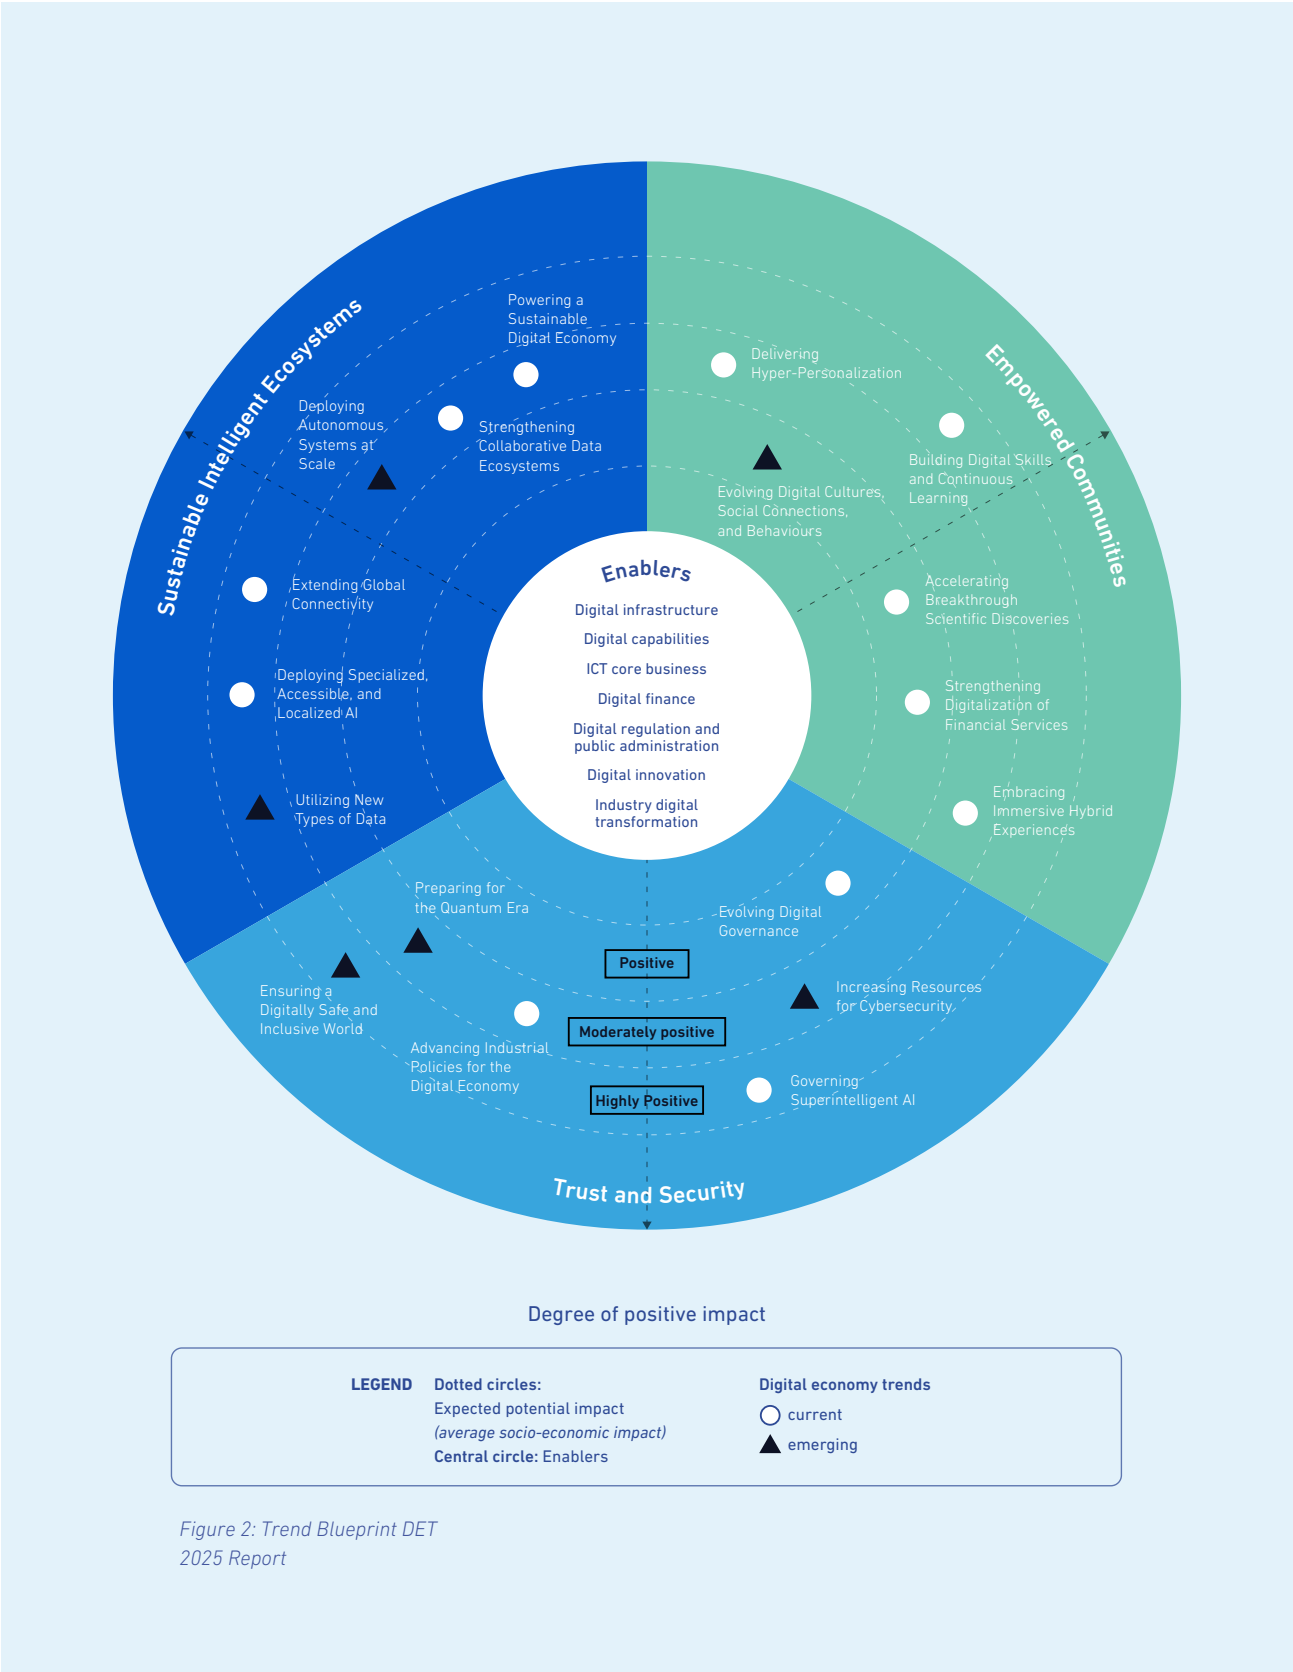 Sustainable Intelligent Ecosystems
Powering a
Sustainable
Digital Economy
Deploying
Autonomous
Systems at
Scale
Strengthening
Collaborative Data
Ecosystems
Extending Global
Connectivity
Deploying Specialized,
Accessible, and
Localized AI
Utilizing New
Types of Data
Empowered Communities
Delivering
Hyper-Personalization
Building Digital Skills
and Continuous
Learning
Evolving Digital Cultures,
Social Connections,
and Behaviours
Accelerating
Breakthrough
Scientific Discoveries
Strengthening
Digitalization of
Financial Services
Embracing
Immersive Hybrid
Experiences
Enablers
Digital infrastructure
Digital capabilities
ICT core business
Digital finance
Digital regulation and
public administration
Digital innovation
Industry digital
transformation
Preparing for
the Quantum Era
Ensuring a
Digitally Safe and
Inclusive World
Advancing Industrial
Policies for the
Digital Economy
Evolving Digital
Governance
Increasing Resources
for Cybersecurity
Governing
Superintelligent AI
Positive
Moderately positive
Highly Positive
Trust and Security
Degree of positive impact
LEGEND
Dotted circles:
Expected potential impact
(average socio-economic impact)
Central circle: Enablers
Digital economy trends
current
emerging
Figure 2: Trend Blueprint DET
2025 Report